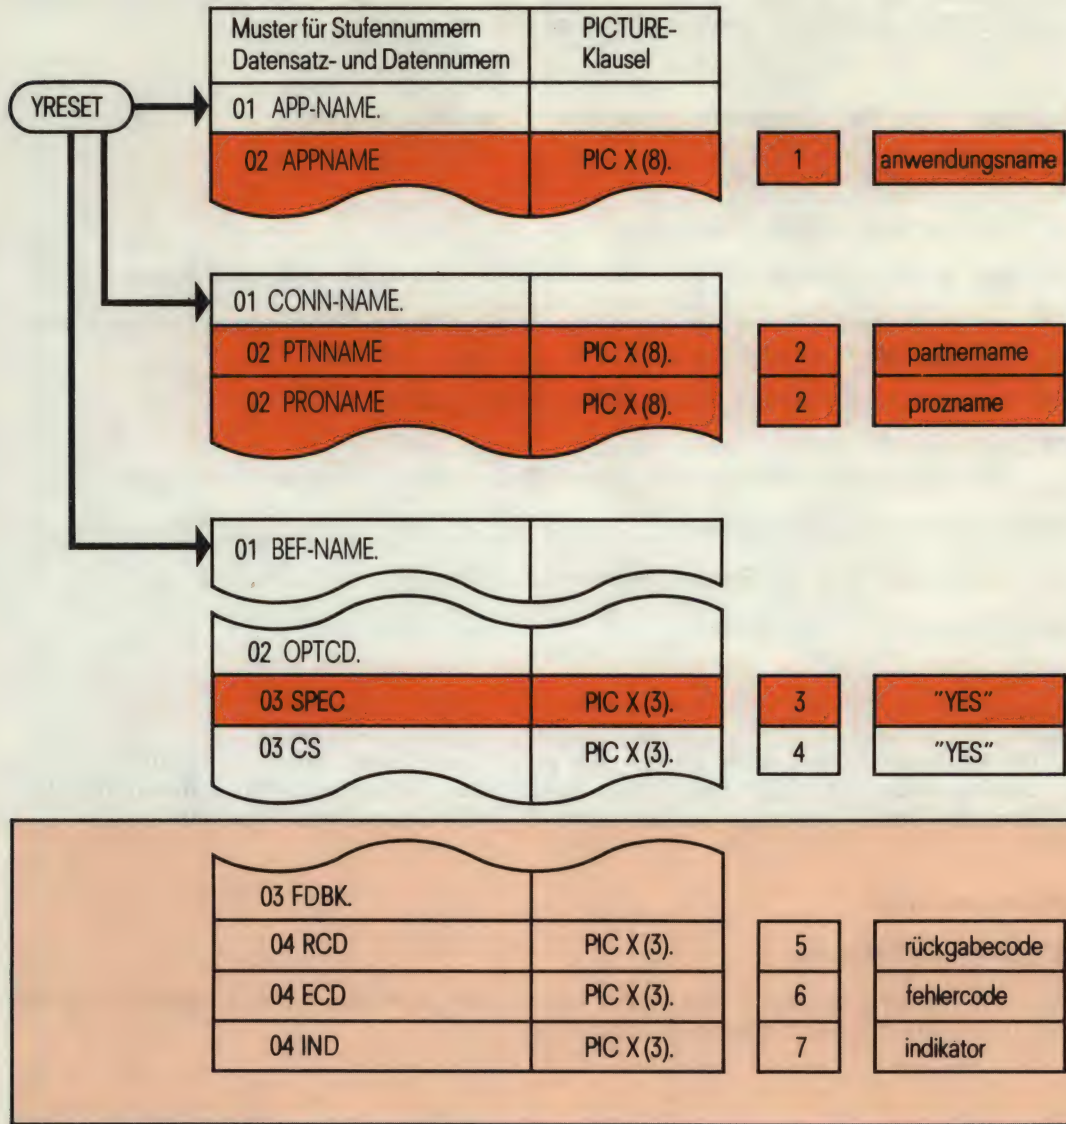 Muster für Stufennummern PICTURE-
Datensatz- und Datennumern Klausel
YRESET
01 APP-NAME.
02 APPNAME PIC X (8). 1 anwendungsname
01 CONN-NAME.
02 PTNNAME PIC X (8). 2 partnername
02 PRONAME PIC X (8). 2 prozname
01 BEF-NAME.
02 OPTCD.
03 SPEC PIC X (3). 3 "YES"
03 CS PIC X (3). 4 "YES"
03 FDBK.
04 RCD PIC X (3). 5 rückgabecode
04 ECD PIC X (3). 6 fehlercode
04 IND PIC X (3). 7 indikator